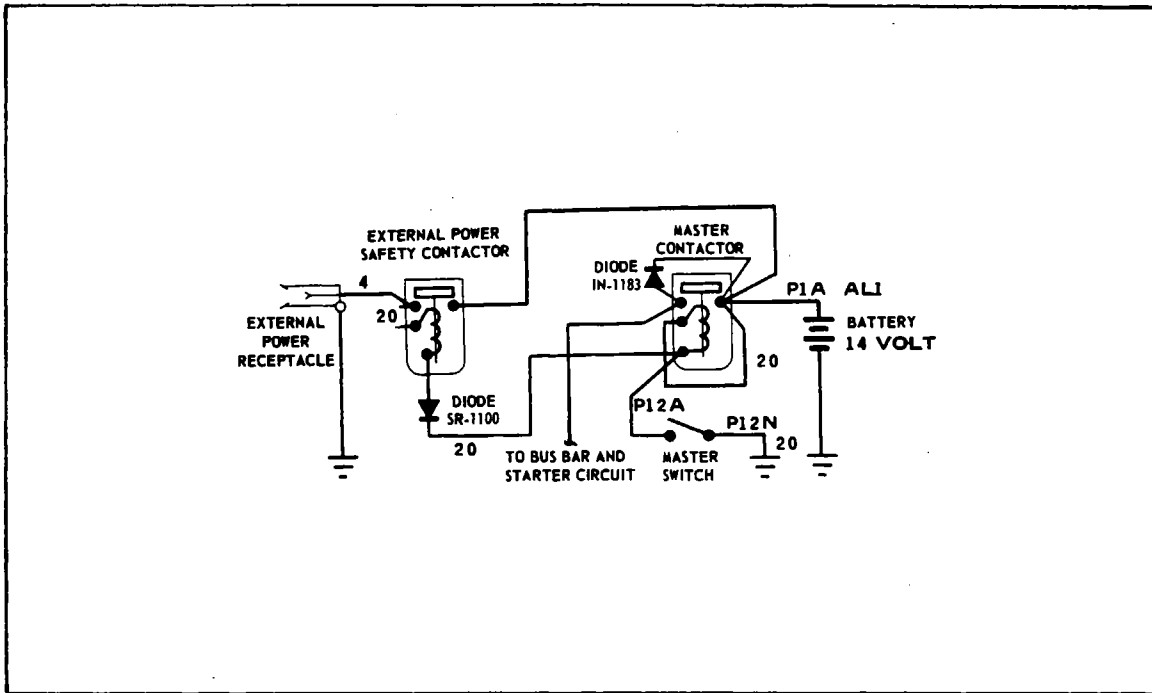 EXTERNAL POWER
SAFETY CONTACTOR
MASTER
CONTACTOR
DIODE
IN-1183
4
20
EXTERNAL
POWER
RECEPTACLE
P1A AL1
BATTERY
14 VOLT
20
DIODE
SR-1100
20
P12A
P12N
20
TO BUS BAR AND
STARTER CIRCUIT
MASTER
SWITCH